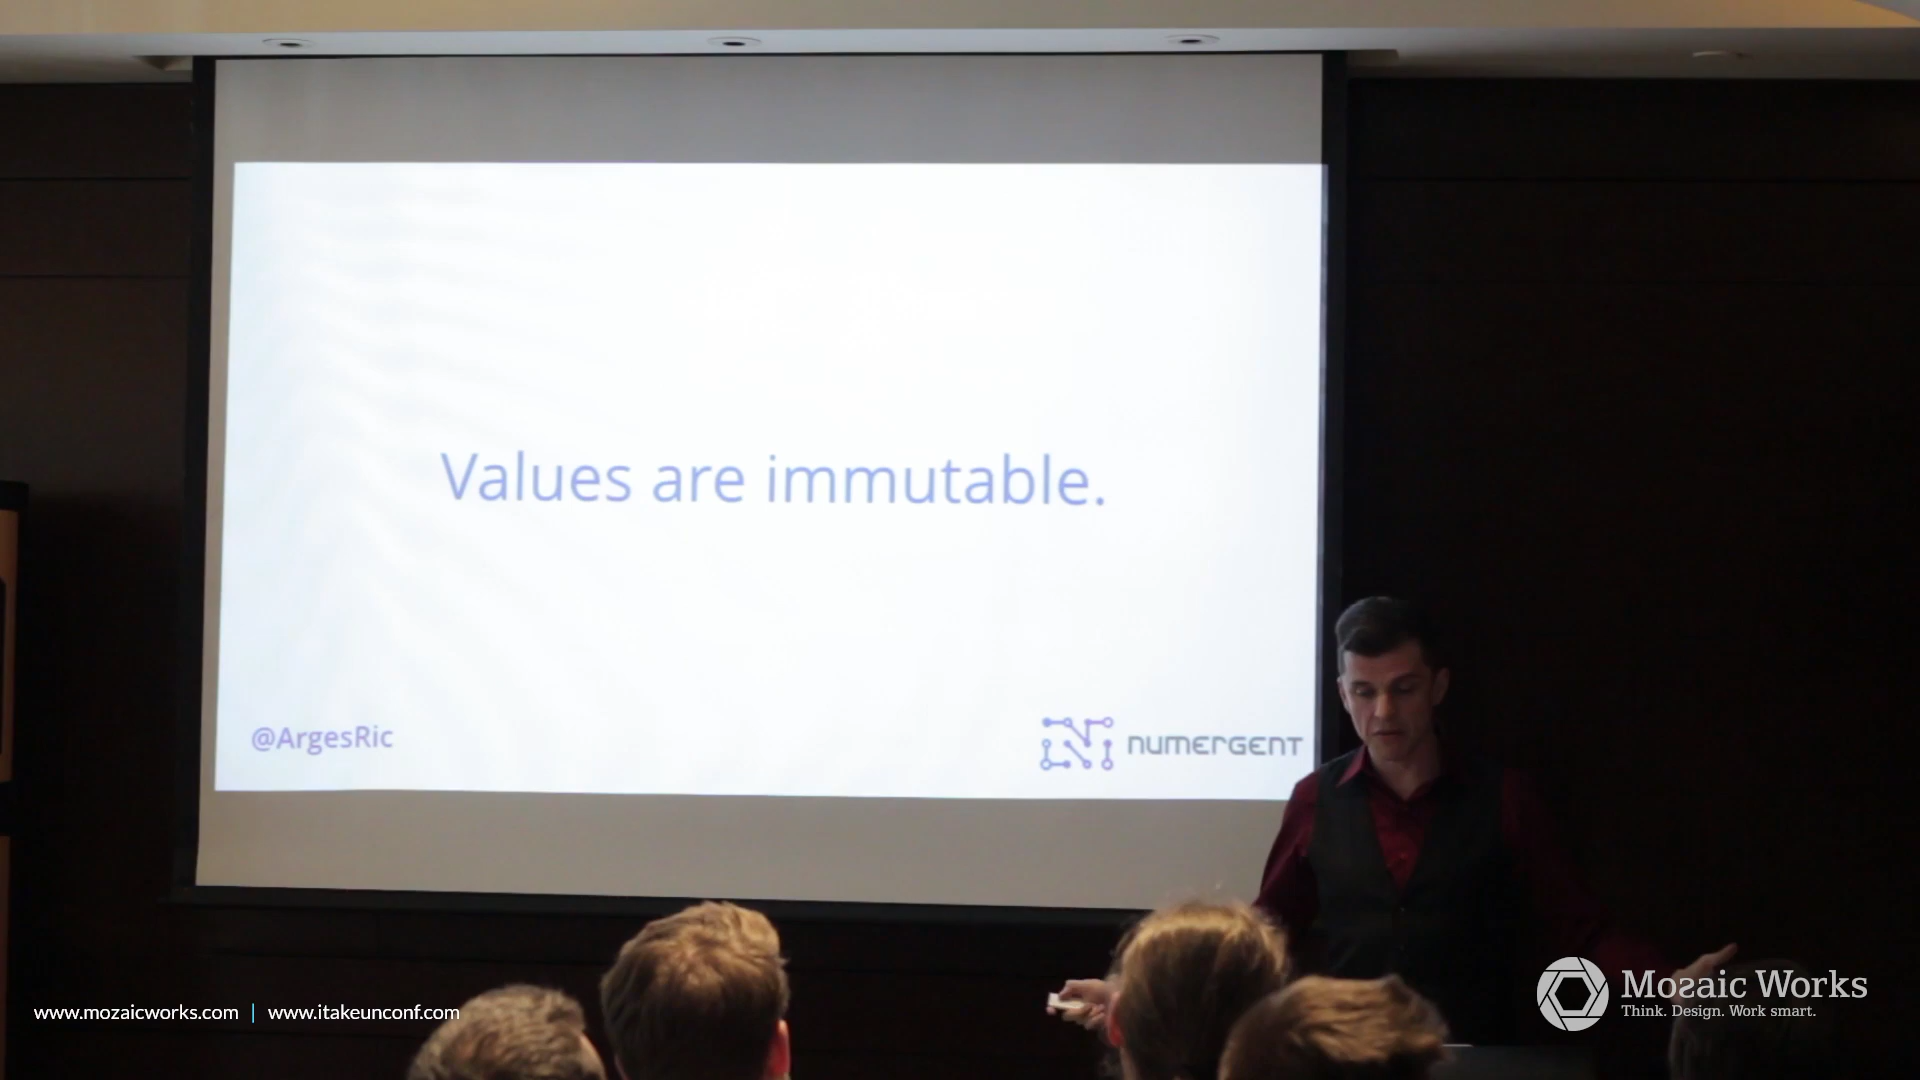 Values are immutable.
@ArgesRic
NUMERGENT
www.mozaicworks.com | www.itakeunconf.com
Mozaic Works
Think. Design. Work smart.